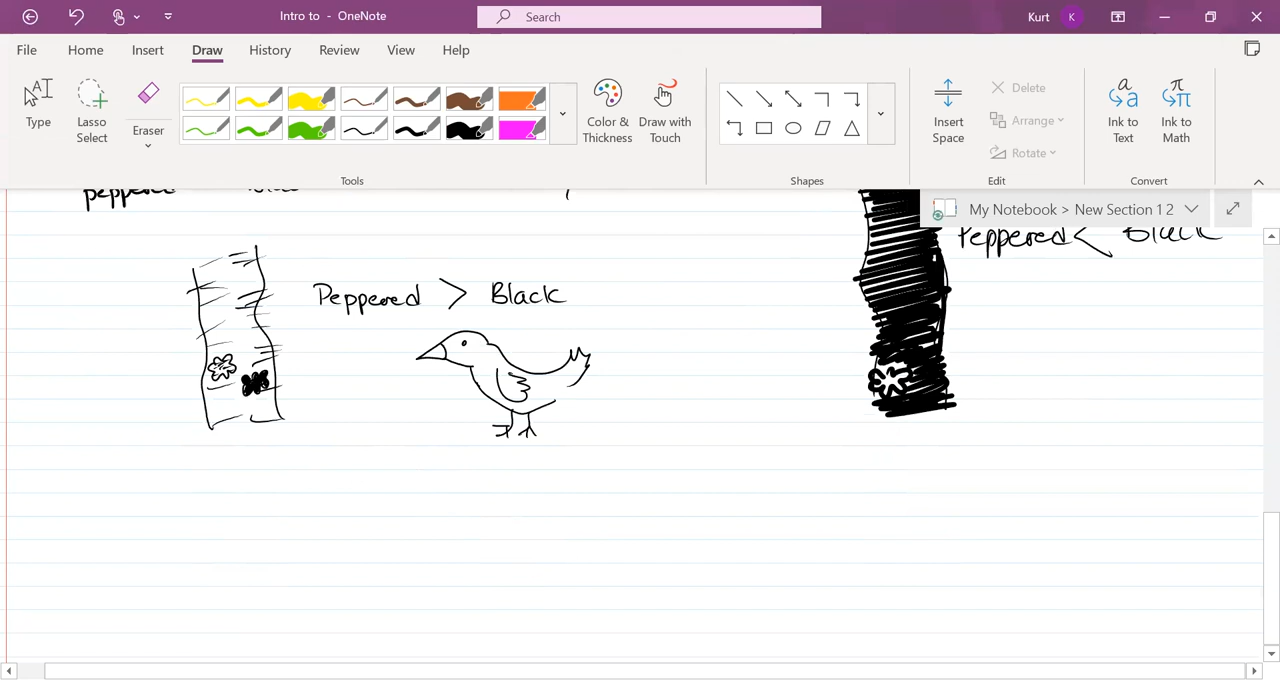 Intro to - OneNote
Search
Kurt K
File Home Insert Draw History Review View Help
Type
Lasso Select
Eraser
Color & Thickness
Draw with Touch
Insert Space
Delete
Arrange
Rotate
a a Ink to Text
π π Ink to Math
Tools Shapes Edit Convert
peppered
My Notebook > New Section 1 2
Peppered < Black
Peppered > Black